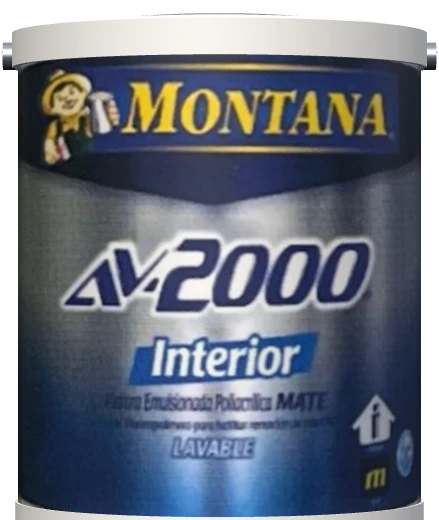 MONTANA
AV-2000
Interior
Pintura Emulsionada Poliacrílica MATE
LAVABLE
i
m